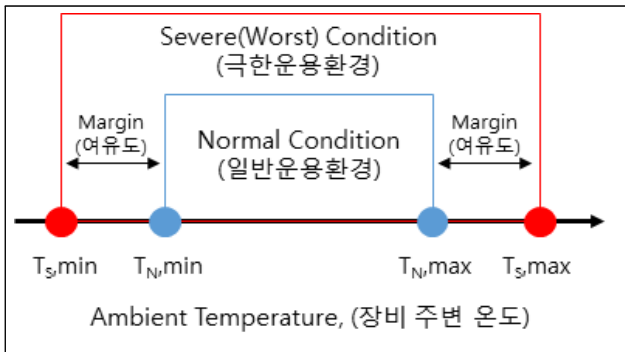 Severe(Worst) Condition
(극한운용환경)
Margin
(여유도)
Normal Condition
(일반운용환경)
Margin
(여유도)
Ts,min
TN,min
TN,max
Ts,max
Ambient Temperature, (장비 주변 온도)